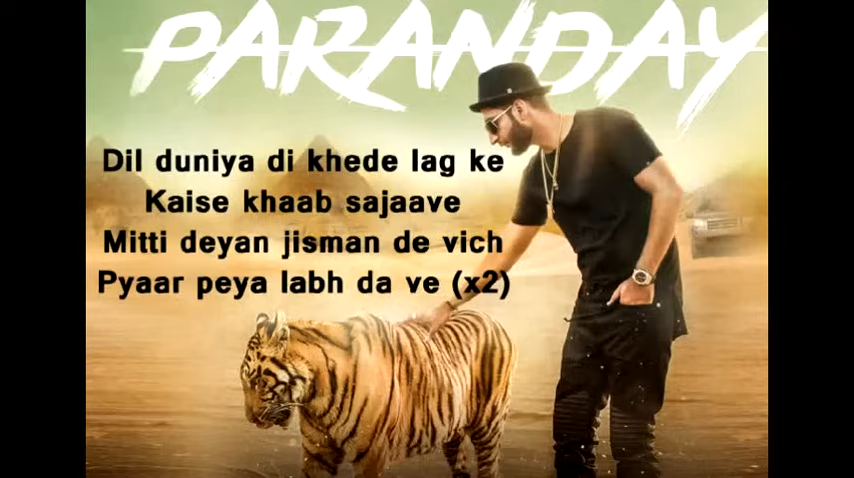 PARANDAY
Dil duniya di khede lag ke
Kaise khaab sajaave
Mitti deyan jisman de vich
Pyaar peya labh da ve (x2)